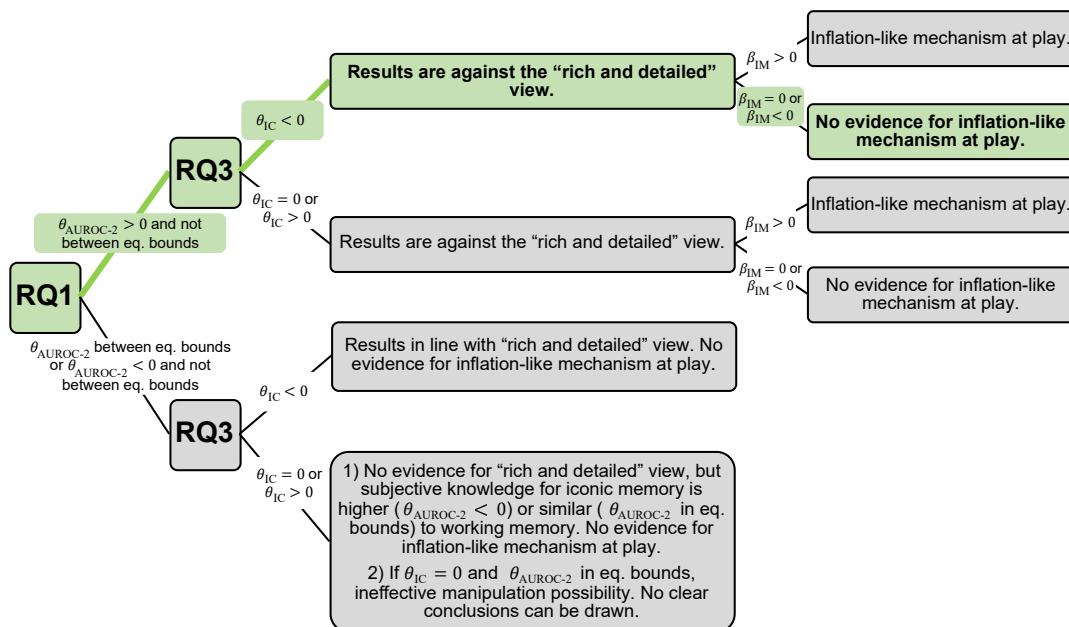 Inflation-like mechanism at play.
β_IM > 0
Results are against the “rich and detailed”
view.
β_IM = 0 or
β_IM < 0
θ_IC < 0
No evidence for inflation-like
mechanism at play.
RQ3
θ_IC = 0 or
θ_IC > 0
Inflation-like mechanism at play.
β_IM > 0
θ_AUROC-2 > 0 and not
between eq. bounds
Results are against the “rich and detailed” view.
β_IM = 0 or
β_IM < 0
No evidence for inflation-like
mechanism at play.
RQ1
θ_AUROC-2 between eq. bounds
or θ_AUROC-2 < 0 and not
between eq. bounds
Results in line with “rich and detailed” view. No
evidence for inflation-like mechanism at play.
θ_IC < 0
RQ3
θ_IC = 0 or
θ_IC > 0
1) No evidence for “rich and detailed” view, but
subjective knowledge for iconic memory is
higher ( θ_AUROC-2 < 0) or similar ( θ_AUROC-2 in eq.
bounds) to working memory. No evidence for
inflation-like mechanism at play.
2) If θ_IC = 0 and θ_AUROC-2 in eq. bounds,
ineffective manipulation possibility. No clear
conclusions can be drawn.